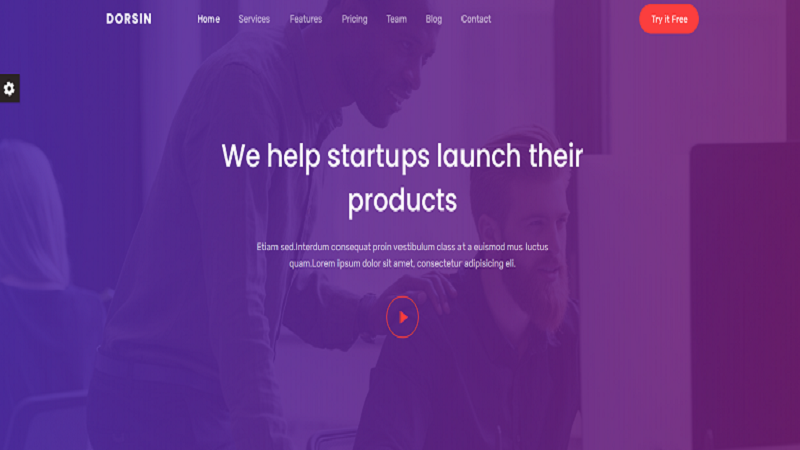 DORSIN
Home Services Features Pricing Team Blog Contact
Try it Free
We help startups launch their
products
Etiam sed.Interdum consequat proin vestibulum class at a euismod mus luctus
quam.Lorem ipsum dolor sit amet, consectetur adipisicing eli.